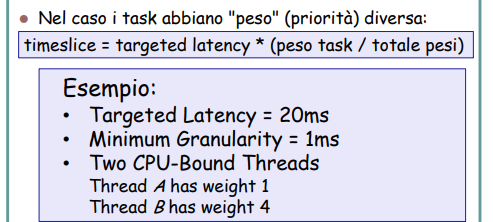 • Nel caso i task abbiano "peso" (priorità) diversa:
timeslice = targeted latency * (peso task / totale pesi)
Esempio:
• Targeted Latency = 20ms
• Minimum Granularity = 1ms
• Two CPU-Bound Threads
Thread A has weight 1
Thread B has weight 4